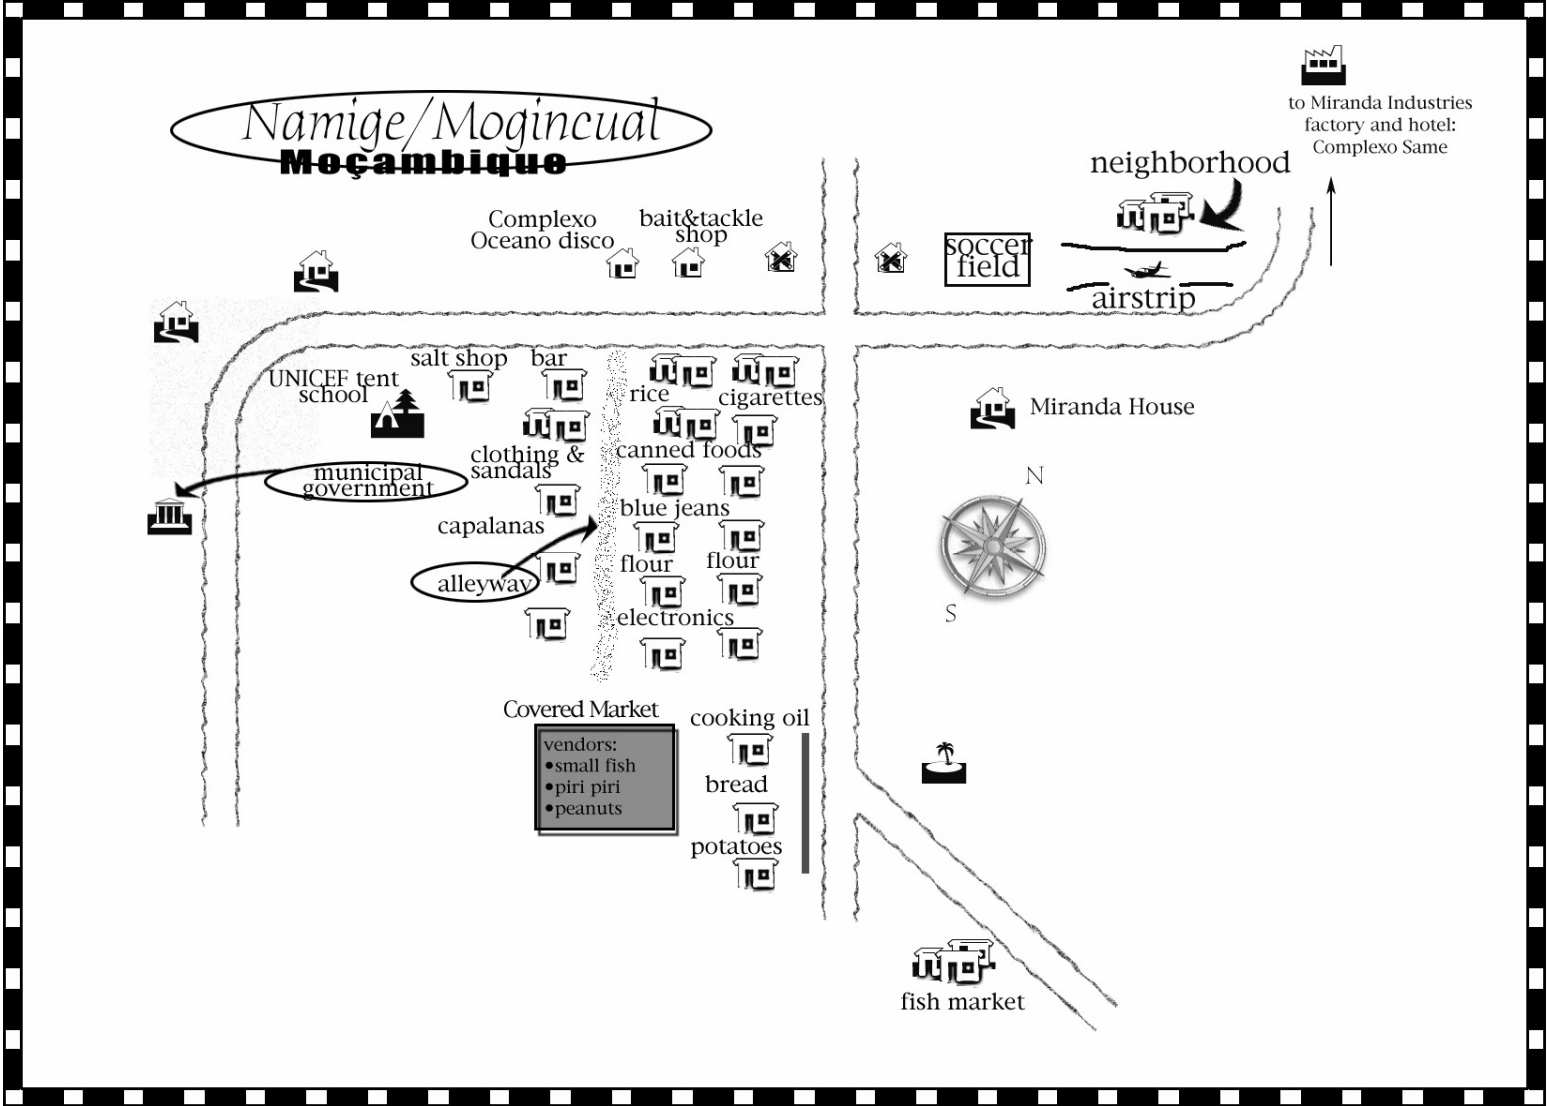 Namige/Mogincual
Moçambique
to Miranda Industries
factory and hotel:
Complexo Same
neighborhood
Complexo
Oceano disco
bait&tackle
shop
soccer
field
airstrip
salt shop
bar
UNICEF tent
school
rice
cigarettes
Miranda House
clothing &
sandals
canned foods
municipal
government
N
blue jeans
capalanas
flour
flour
alleyway
S
electronics
Covered Market
cooking oil
vendors:
•small fish
•piri piri
•peanuts
bread
potatoes
fish market